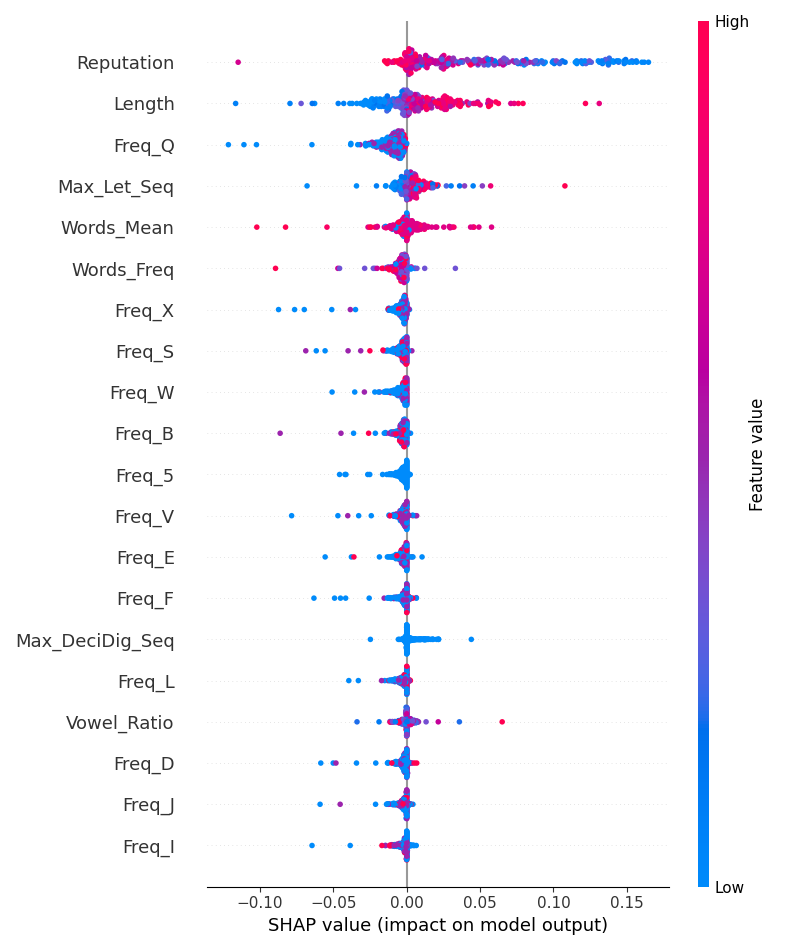 High
Reputation
Length
Freq_Q
Max_Let_Seq
Words_Mean
Words_Freq
Freq_X
Freq_S
Freq_W
Freq_B
Freq_5
Freq_V
Freq_E
Freq_F
Max_DeciDig_Seq
Freq_L
Vowel_Ratio
Freq_D
Freq_J
Freq_I
Feature value
Low
−0.10 −0.05 0.00 0.05 0.10 0.15
SHAP value (impact on model output)